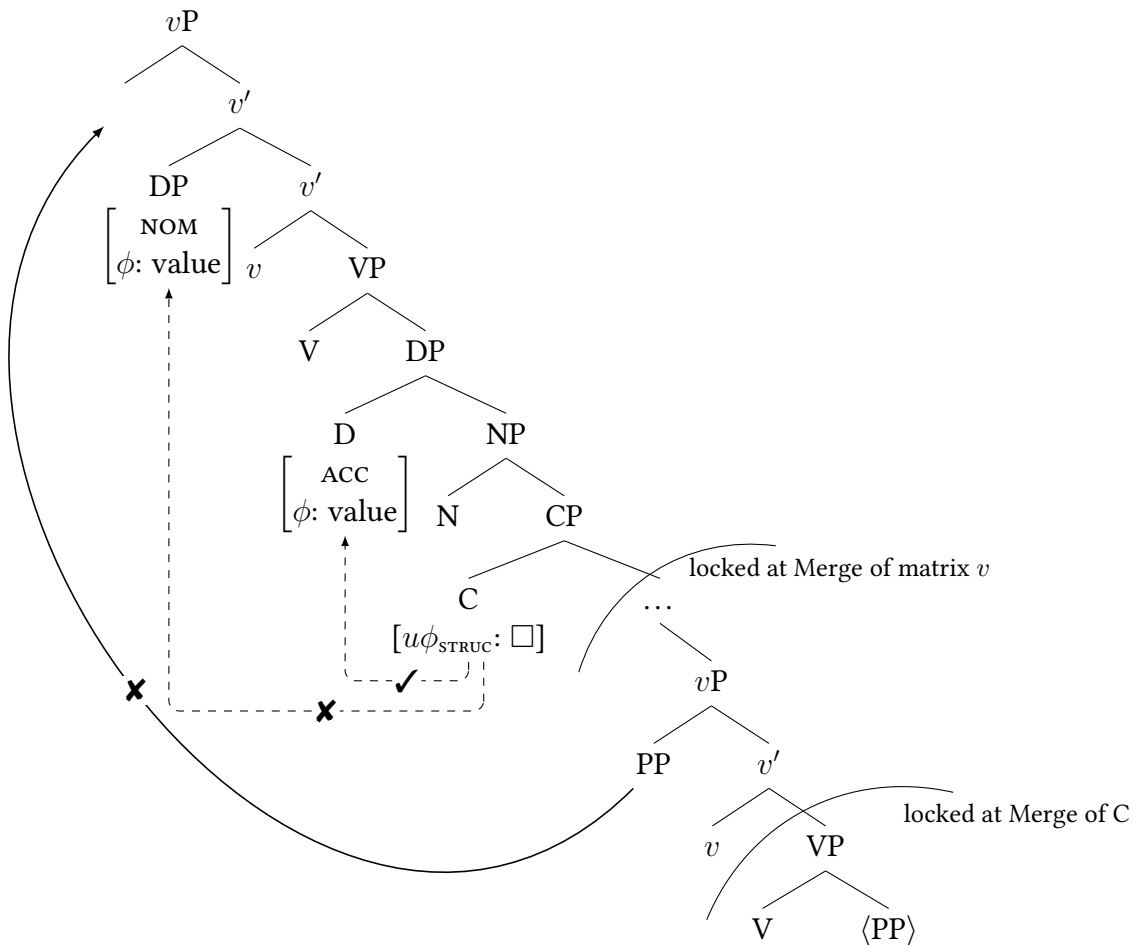 vP
v′
DP v′
[NOM
ϕ: value] v VP
V DP
D NP
[ACC
ϕ: value] N CP
locked at Merge of matrix v
C …
[uϕSTRUC: □]
✓ vP
✘
✘
PP v′
locked at Merge of C
v VP
V ⟨PP⟩